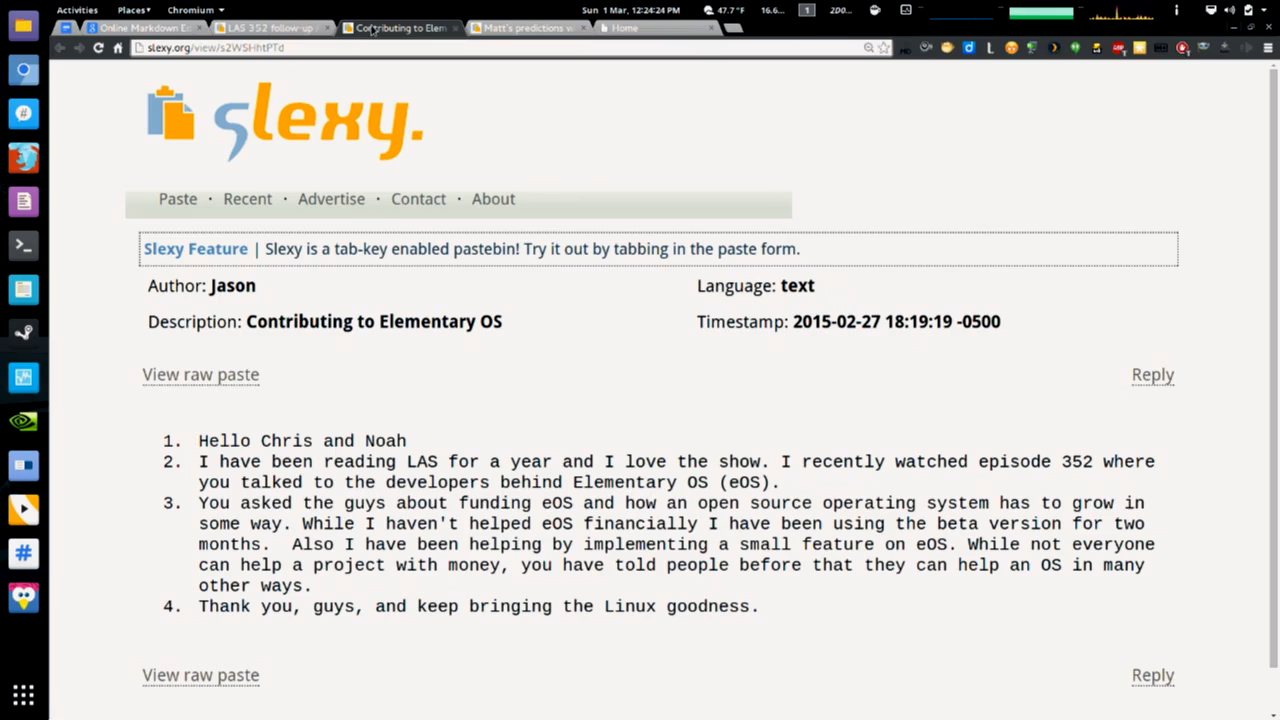 Activities Places▾ Chromium ▾ Sun 1 Mar, 12:24:24 PM 47.7°F 16.6... 1 200...
Online Markdown Ed LAS 352 follow-up Contributing to Elem Matt's predictions w Home
slexy.org/view/s2WSHhtPTd
slexy.
Paste · Recent · Advertise · Contact · About
Slexy Feature | Slexy is a tab-key enabled pastebin! Try it out by tabbing in the paste form.
Author: Jason Language: text
Description: Contributing to Elementary OS Timestamp: 2015-02-27 18:19:19 -0500
View raw paste Reply
1. Hello Chris and Noah
2. I have been reading LAS for a year and I love the show. I recently watched episode 352 where
you talked to the developers behind Elementary OS (eOS).
3. You asked the guys about funding eOS and how an open source operating system has to grow in
some way. While I haven't helped eOS financially I have been using the beta version for two
months.  Also I have been helping by implementing a small feature on eOS. While not everyone
can help a project with money, you have told people before that they can help an OS in many
other ways.
4. Thank you, guys, and keep bringing the Linux goodness.
View raw paste Reply